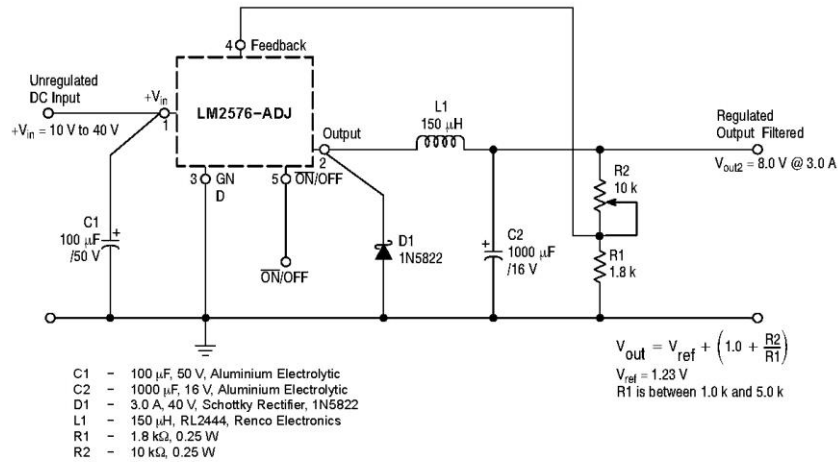 4 Feedback
Unregulated
DC Input
+Vin
1
LM2576-ADJ
+Vin = 10 V to 40 V
Output
2
3 GN
D
5 ON/OFF
L1
150 µH
Regulated
Output Filtered
Vout2 = 8.0 V @ 3.0 A
R2
10 k
C1
100 µF
/50 V
+
ON/OFF
D1
1N5822
+
C2
1000 µF
/16 V
R1
1.8 k
Vout = Vref + (1.0 + R2/R1)
Vref = 1.23 V
R1 is between 1.0 k and 5.0 k
C1 – 100 µF, 50 V, Aluminium Electrolytic
C2 – 1000 µF, 16 V, Aluminium Electrolytic
D1 – 3.0 A, 40 V, Schottky Rectifier, 1N5822
L1 – 150 µH, RL2444, Renco Electronics
R1 – 1.8 kΩ, 0.25 W
R2 – 10 kΩ, 0.25 W